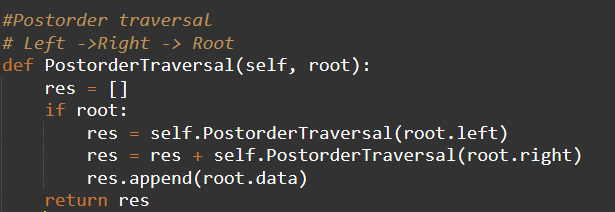 #Postorder traversal
# Left ->Right -> Root
def PostorderTraversal(self, root):
    res = []
    if root:
        res = self.PostorderTraversal(root.left)
        res = res + self.PostorderTraversal(root.right)
        res.append(root.data)
    return res